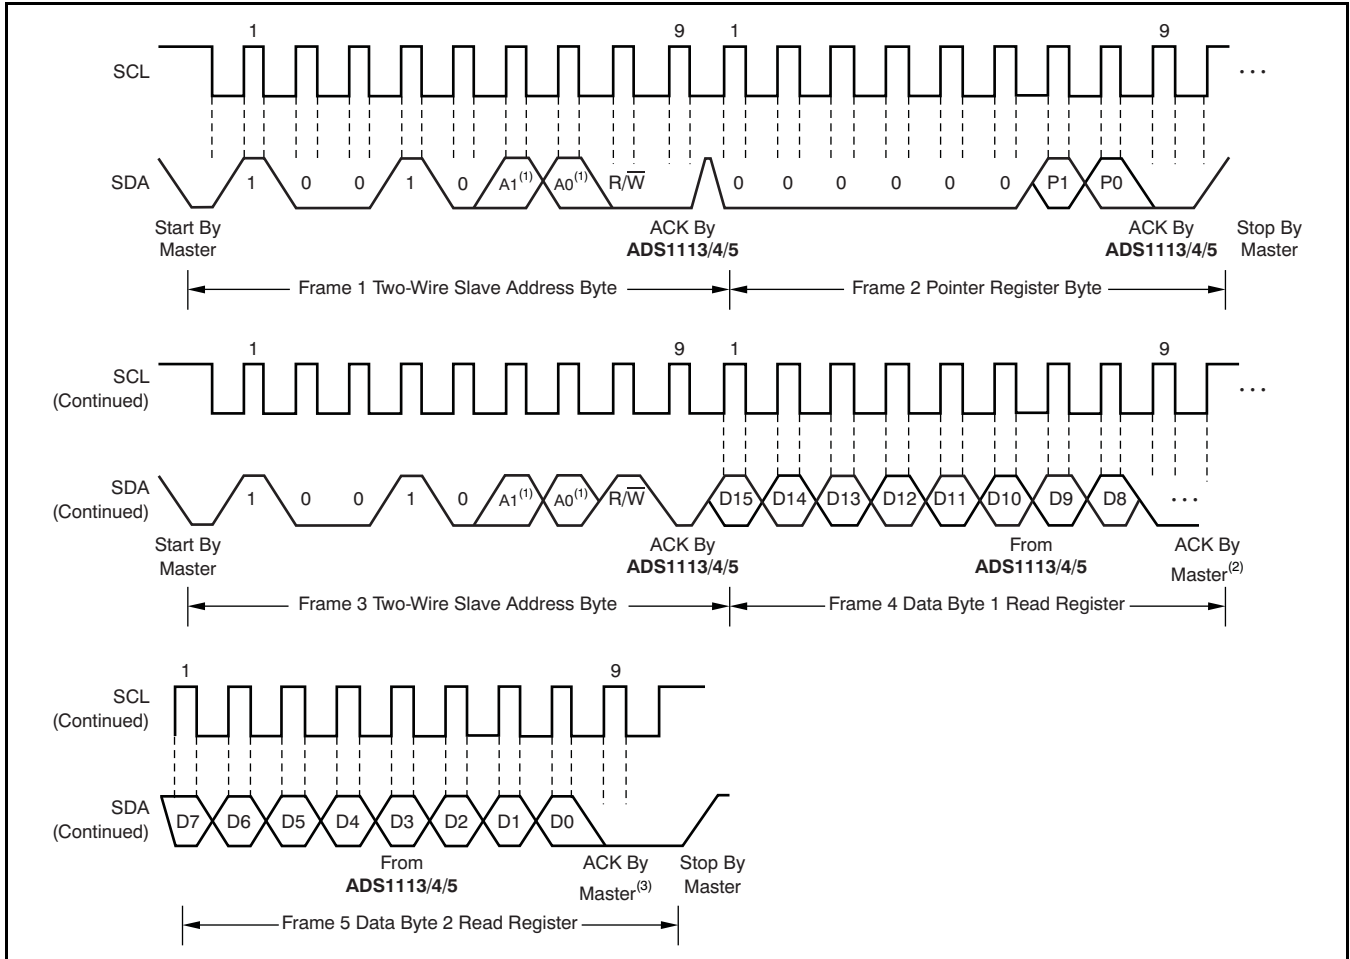 1 9 1 9
SCL ...
SDA 1 0 0 1 0 A1(1) A0(1) R/W̅ 0 0 0 0 0 0 P1 P0
Start By Master ACK By ADS1113/4/5 ACK By ADS1113/4/5 Stop By Master
Frame 1 Two-Wire Slave Address Byte Frame 2 Pointer Register Byte
1 9 1 9
SCL (Continued) ...
SDA (Continued) 1 0 0 1 0 A1(1) A0(1) R/W̅ D15 D14 D13 D12 D11 D10 D9 D8 ...
Start By Master ACK By ADS1113/4/5 From ADS1113/4/5 ACK By Master(2)
Frame 3 Two-Wire Slave Address Byte Frame 4 Data Byte 1 Read Register
1 9
SCL (Continued)
SDA (Continued) D7 D6 D5 D4 D3 D2 D1 D0
From ADS1113/4/5 ACK By Master(3) Stop By Master
Frame 5 Data Byte 2 Read Register